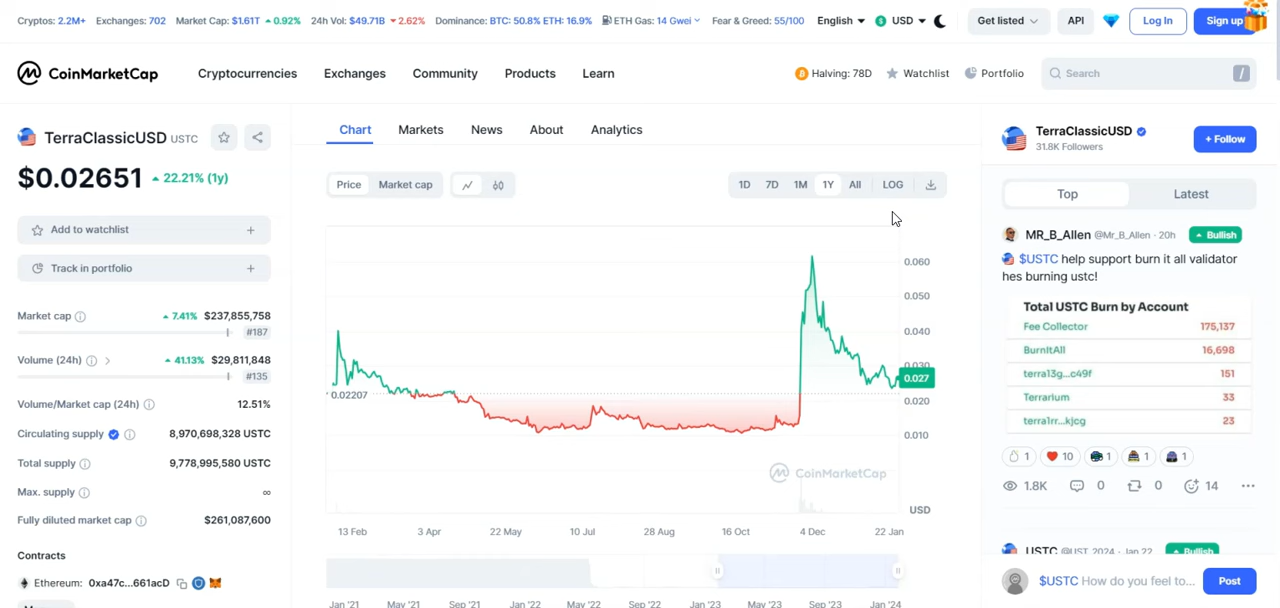 Cryptos: 2.2M+ Exchanges: 702 Market Cap: $1.61T 0.92% 24h Vol: $49.71B 2.62% Dominance: BTC: 50.8% ETH: 16.9% ETH Gas: 14 Gwei Fear & Greed: 55/100 English USD Get listed API Log In Sign up
CoinMarketCap Cryptocurrencies Exchanges Community Products Learn Halving: 78D Watchlist Portfolio Search /
TerraClassicUSD USTC
$0.02651 22.21% (1y)
Add to watchlist +
Track in portfolio +
Market cap 7.41% $237,855,758
#187
Volume (24h) 41.13% $29,811,848
#135
Volume/Market cap (24h) 12.51%
Circulating supply 8,970,698,328 USTC
Total supply 9,778,995,580 USTC
Max. supply ∞
Fully diluted market cap $261,087,600
Contracts
Ethereum: 0xa47c...661acD
Chart Markets News About Analytics
Price Market cap 1D 7D 1M 1Y All LOG
0.060
0.050
0.040
0.030
0.027
0.02207
0.020
0.010
CoinMarketCap
USD
13 Feb 3 Apr 22 May 10 Jul 28 Aug 16 Oct 4 Dec 22 Jan
Jan '21 May '21 Sep '21 Jan '22 May '22 Sep '22 Jan '23 May '23 Sep '23 Jan '24
TerraClassicUSD
31.8K Followers
+ Follow
Top Latest
MR_B_Allen @Mr_B_Allen · 20h Bullish
$USTC help support burn it all validator
hes burning ustc!
Total USTC Burn by Account
Fee Collector 175,137
BurnItAll 16,698
terra13g...c49f 151
Terrarium 33
terra1rr...kjcg 23
1 10 1 1 1
1.8K 0 0 14 ...
USTC @UST_2024 · Jan 22 Bullish
$USTC How do you feel to... Post